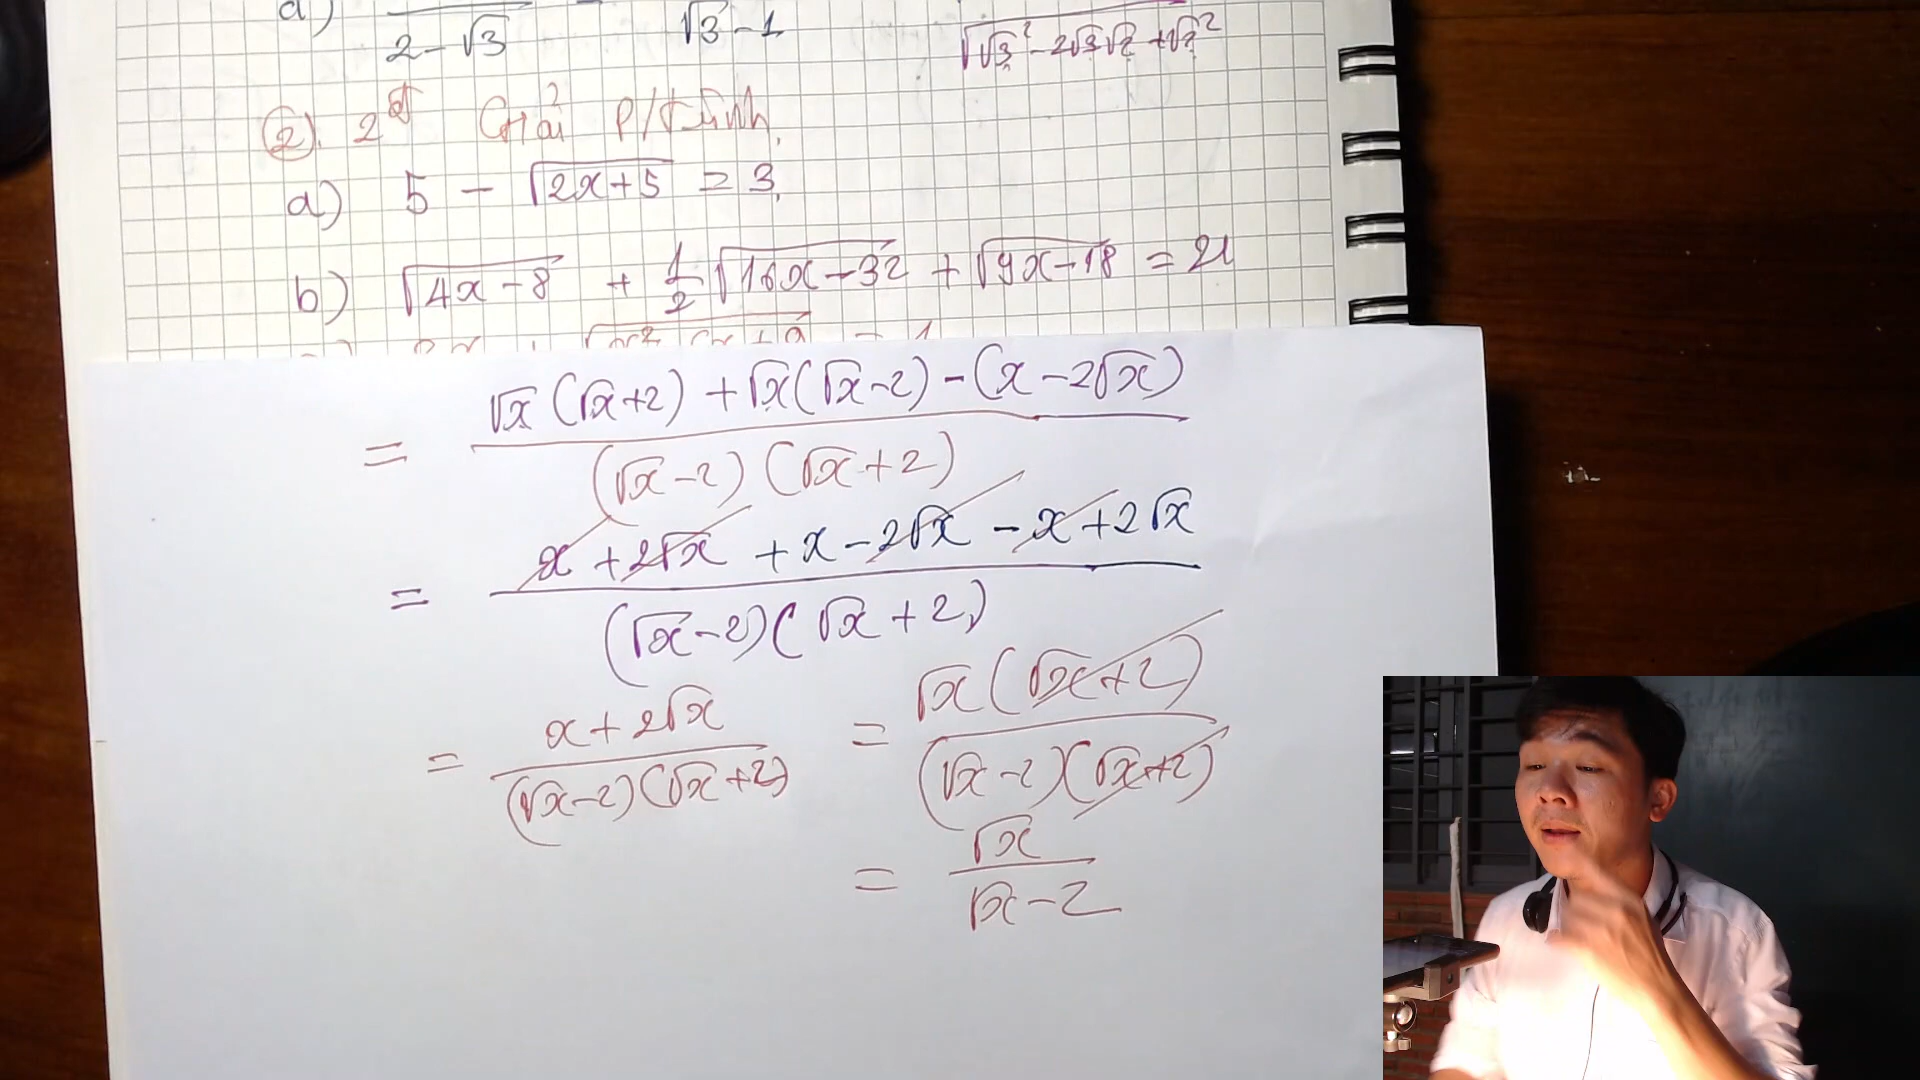 a) 2 - √3 √3 - 1 √(√3² - 2√3√2 + √2²)
②. 2đ Giải p/trình.
a) 5 - √(2x+5) = 3.
b) √(4x-8) + 1/2 √(16x-32) + √(9x-18) = 21
= (√x(√x+2) + √x(√x-2) - (x-2√x)) / ((√x-2)(√x+2))
= (x + 2√x + x - 2√x - x + 2√x) / ((√x-2)(√x+2))
= (x + 2√x) / ((√x-2)(√x+2)) = (√x(√x+2)) / ((√x-2)(√x+2))
= √x / (√x-2)